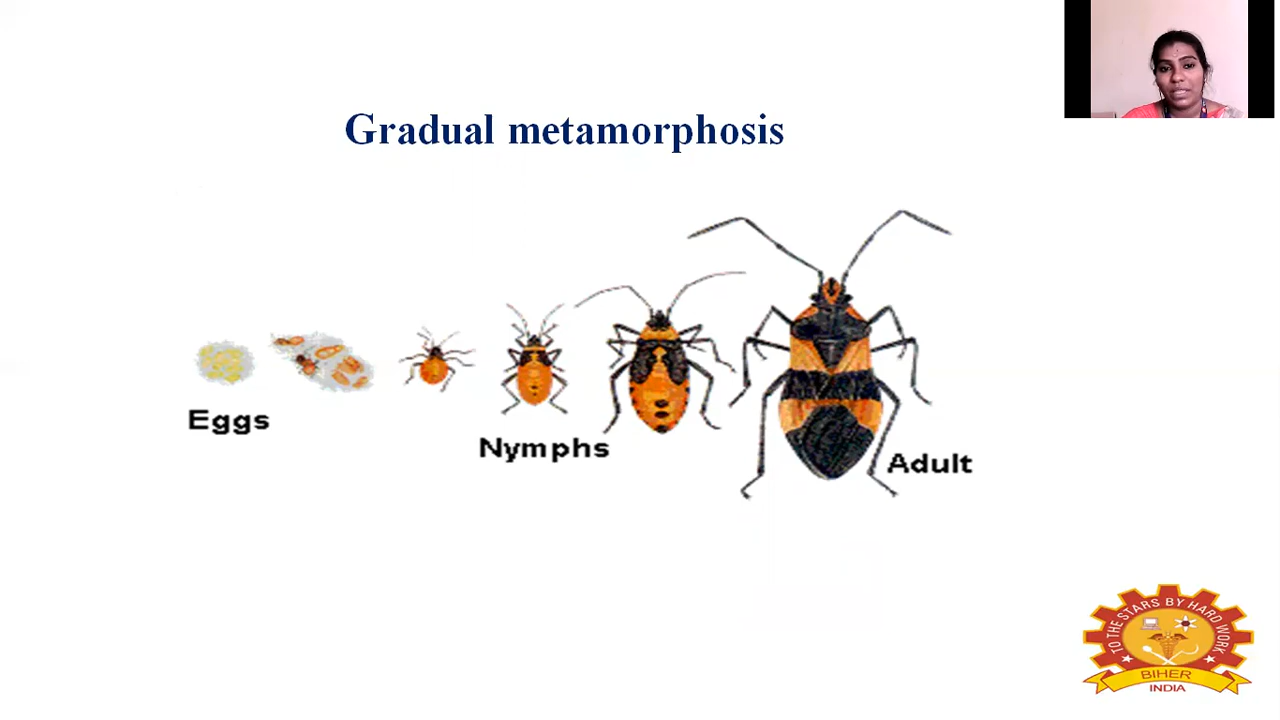 Gradual metamorphosis
Eggs
Nymphs
Adult
TO THE STARS BY HARD WORK
BIHER
INDIA